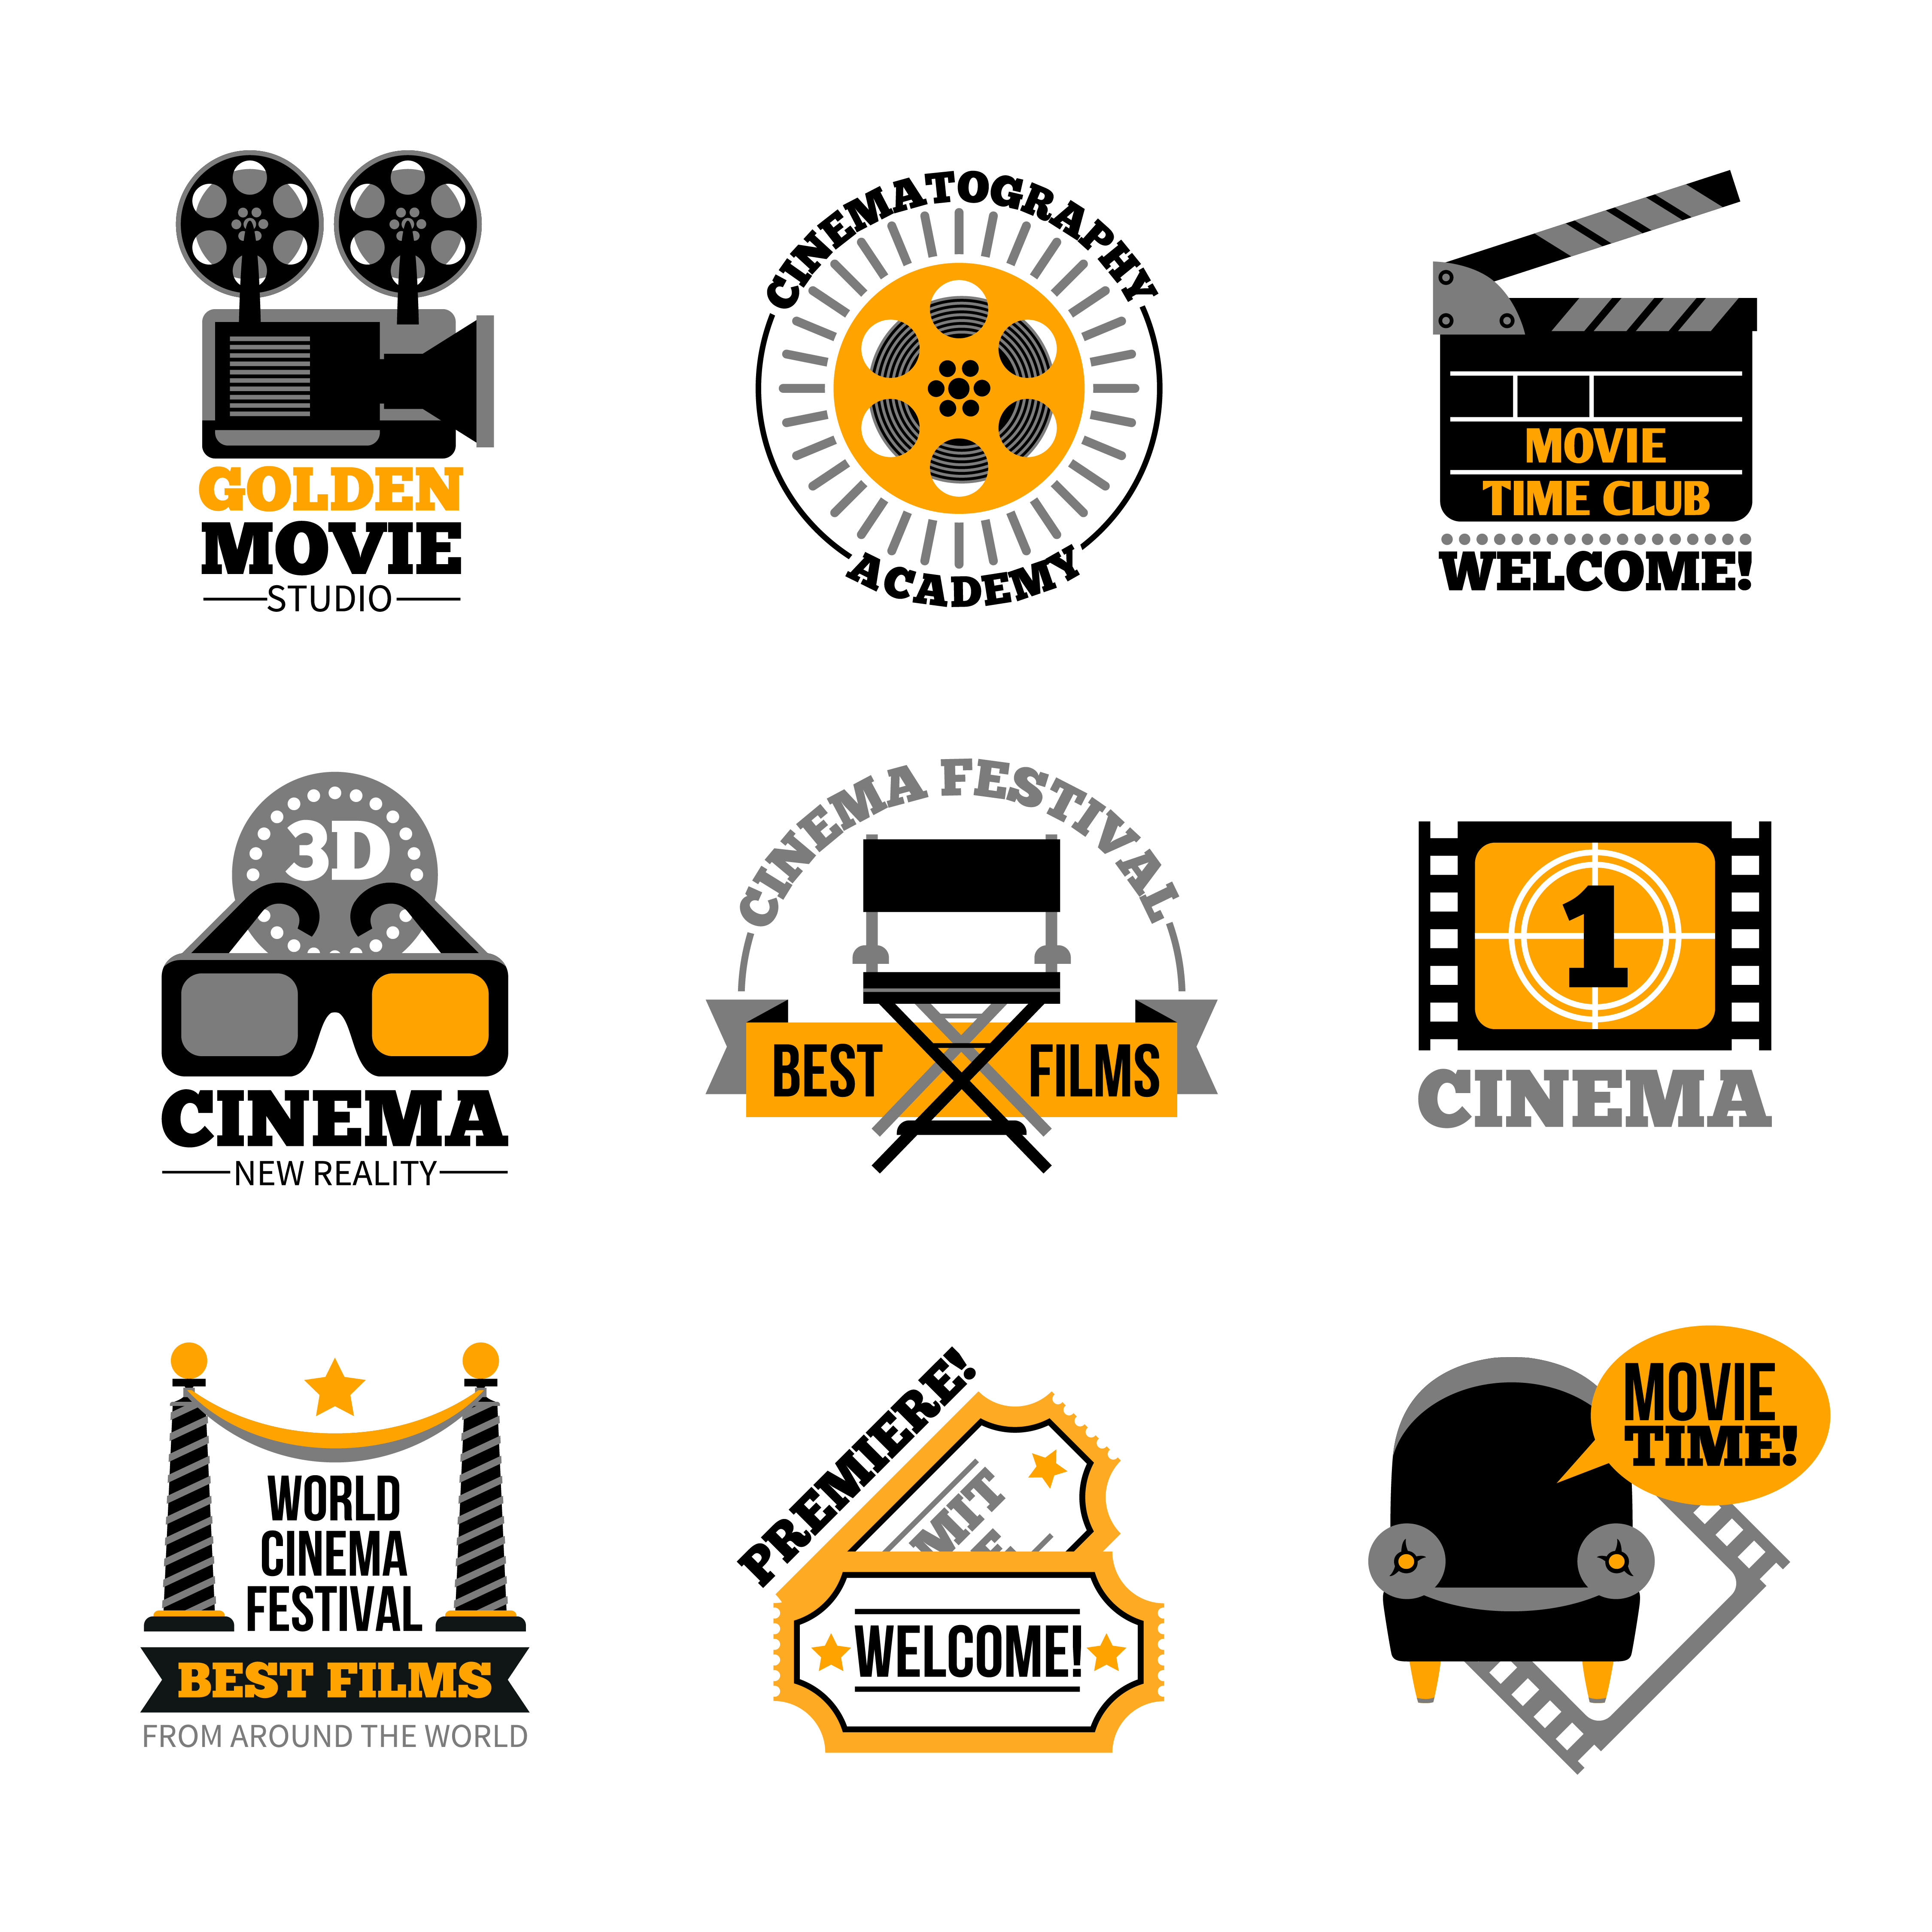 GOLDEN
MOVIE
STUDIO
CINEMATOGRAPHY
ACADEMY
MOVIE
TIME CLUB
WELCOME!
3D
CINEMA
NEW REALITY
CINEMA FESTIVAL
BEST FILMS
1
CINEMA
WORLD
CINEMA
FESTIVAL
BEST FILMS
FROM AROUND THE WORLD
PREMIERE!
WELCOME!
MOVIE
TIME!